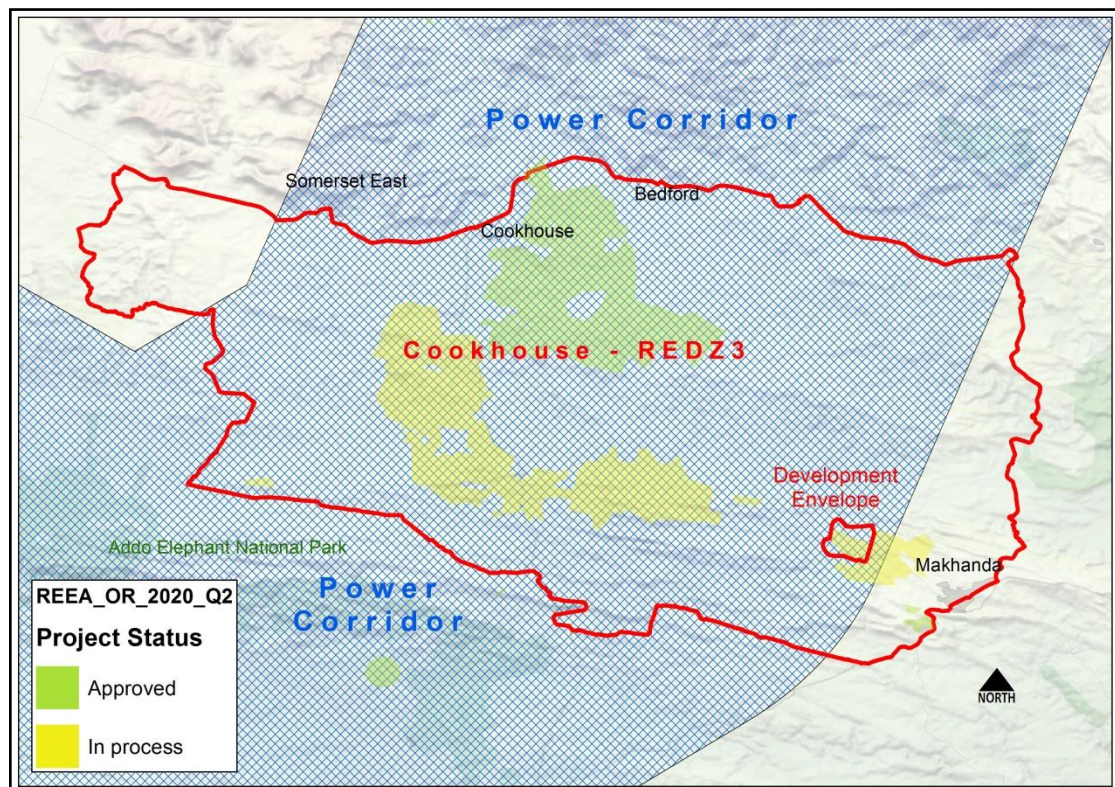 Power Corridor
Somerset East
Bedford
Cookhouse
Cookhouse - REDZ3
Development
Envelope
Addo Elephant National Park
Makhanda
Power
Corridor
REEA_OR_2020_Q2
Project Status
Approved
In process
NORTH